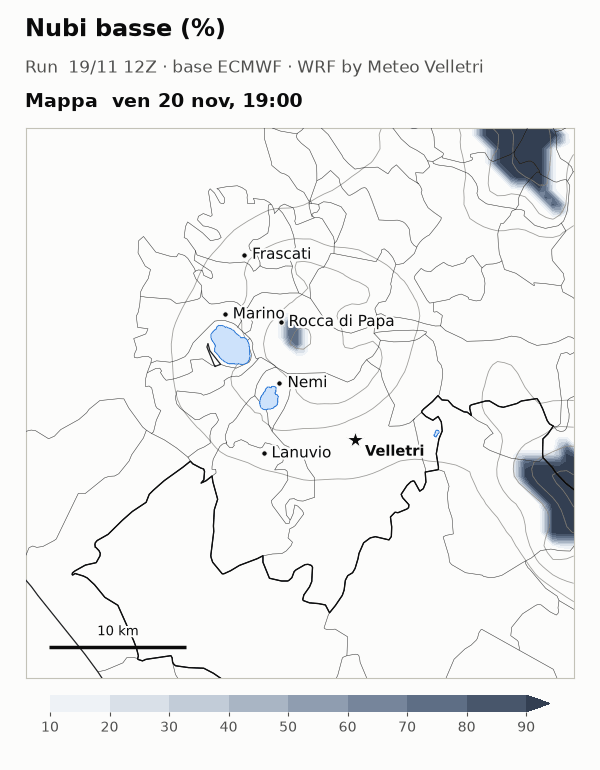 Nubi basse (%)
Run  19/11 12Z · base ECMWF · WRF by Meteo Velletri
Mappa  ven 20 nov, 19:00
Frascati
Marino
Rocca di Papa
Nemi
Lanuvio
Velletri
10 km
10 20 30 40 50 60 70 80 90